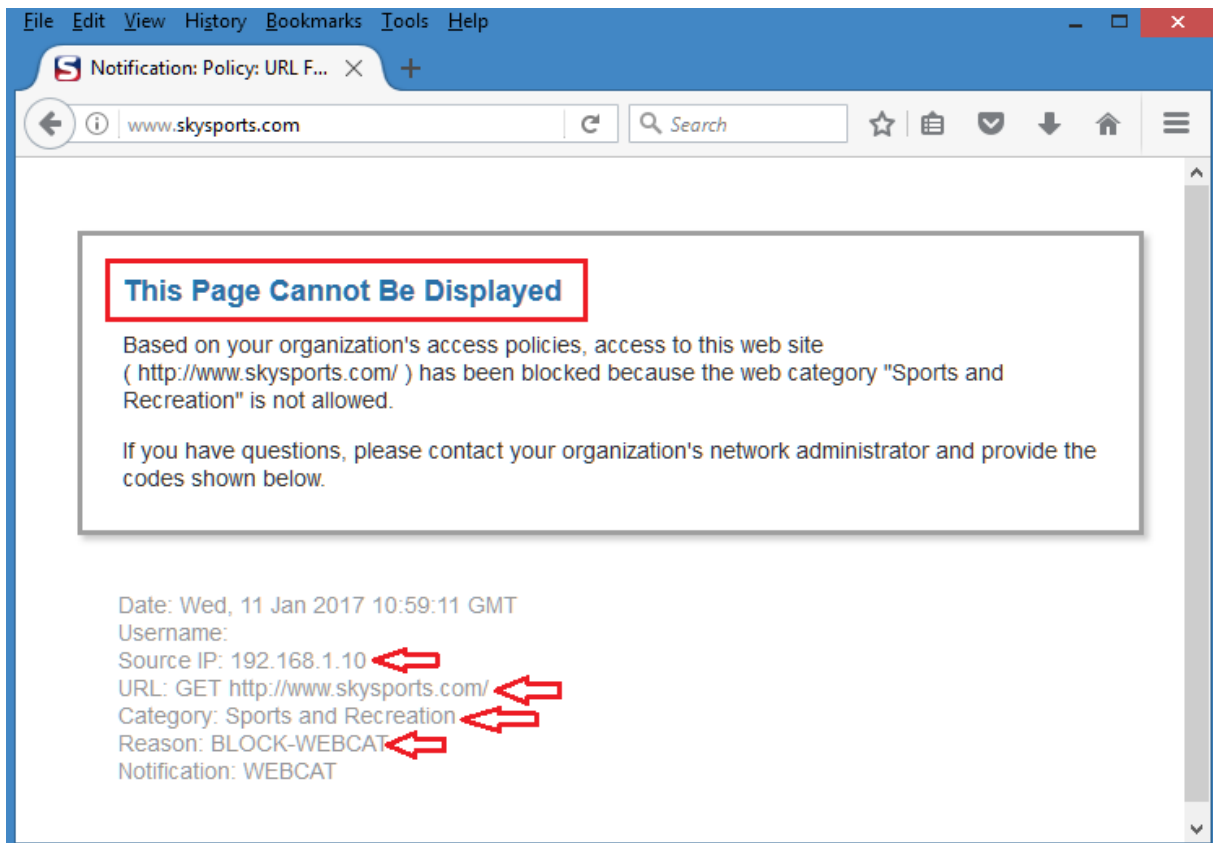 File Edit View History Bookmarks Tools Help
Notification: Policy: URL F...
www.skysports.com Search
This Page Cannot Be Displayed
Based on your organization's access policies, access to this web site
( http://www.skysports.com/ ) has been blocked because the web category "Sports and
Recreation" is not allowed.
If you have questions, please contact your organization's network administrator and provide the
codes shown below.
Date: Wed, 11 Jan 2017 10:59:11 GMT
Username:
Source IP: 192.168.1.10
URL: GET http://www.skysports.com/
Category: Sports and Recreation
Reason: BLOCK-WEBCAT
Notification: WEBCAT